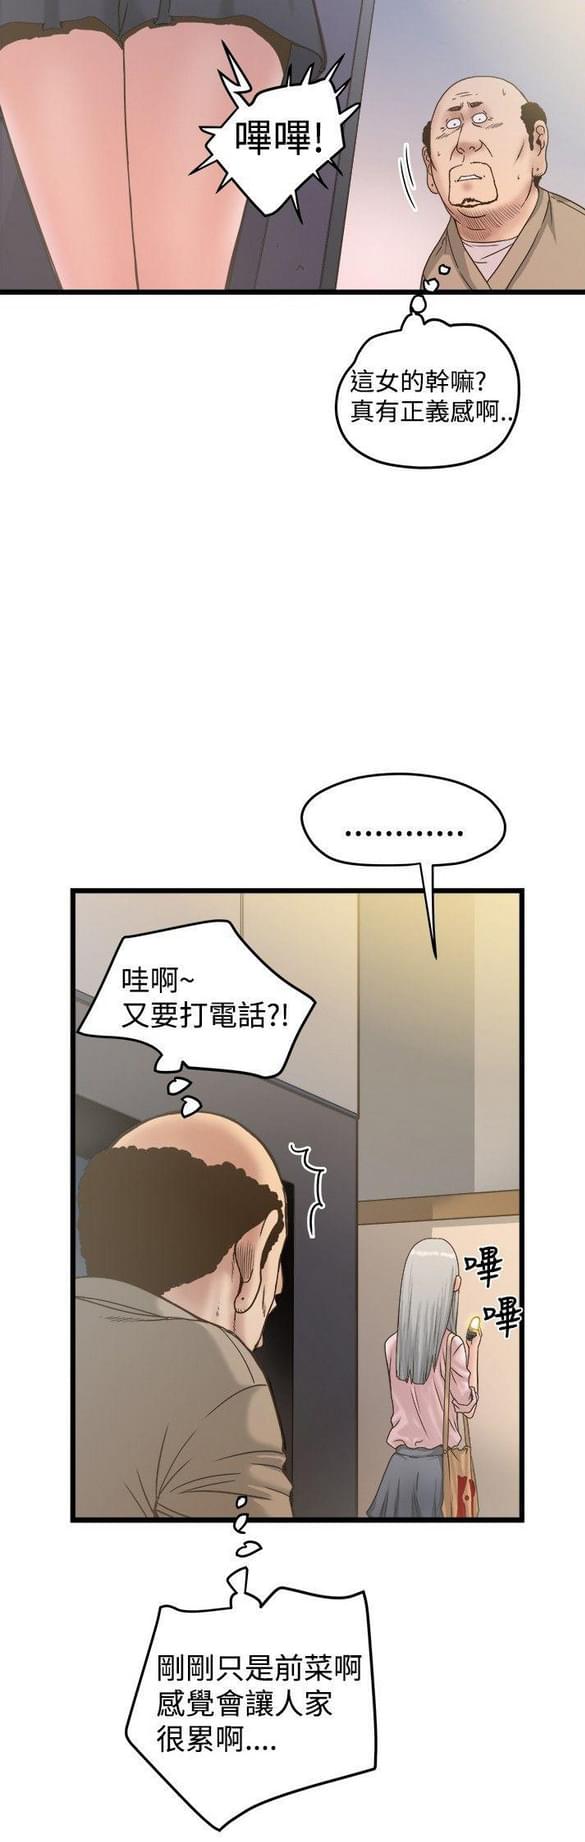 嗶嗶!
這女的幹嘛?
真有正義感啊..
............
哇啊~
又要打電話?!
嗶
嗶
剛剛只是前菜啊
感覺會讓人家
很累啊....